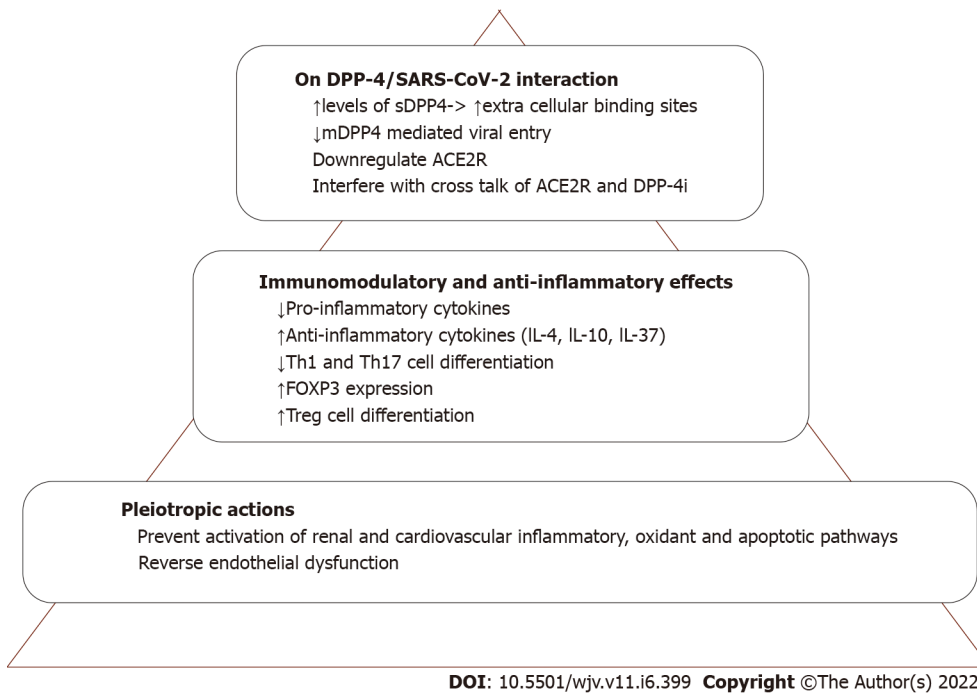 On DPP-4/SARS-CoV-2 interaction
↑levels of sDPP4-> ↑extra cellular binding sites
↓mDPP4 mediated viral entry
Downregulate ACE2R
Interfere with cross talk of ACE2R and DPP-4i
Immunomodulatory and anti-inflammatory effects
↓Pro-inflammatory cytokines
↑Anti-inflammatory cytokines (IL-4, IL-10, IL-37)
↓Th1 and Th17 cell differentiation
↑FOXP3 expression
↑Treg cell differentiation
Pleiotropic actions
Prevent activation of renal and cardiovascular inflammatory, oxidant and apoptotic pathways
Reverse endothelial dysfunction
DOI: 10.5501/wjv.v11.i6.399 Copyright ©The Author(s) 2022